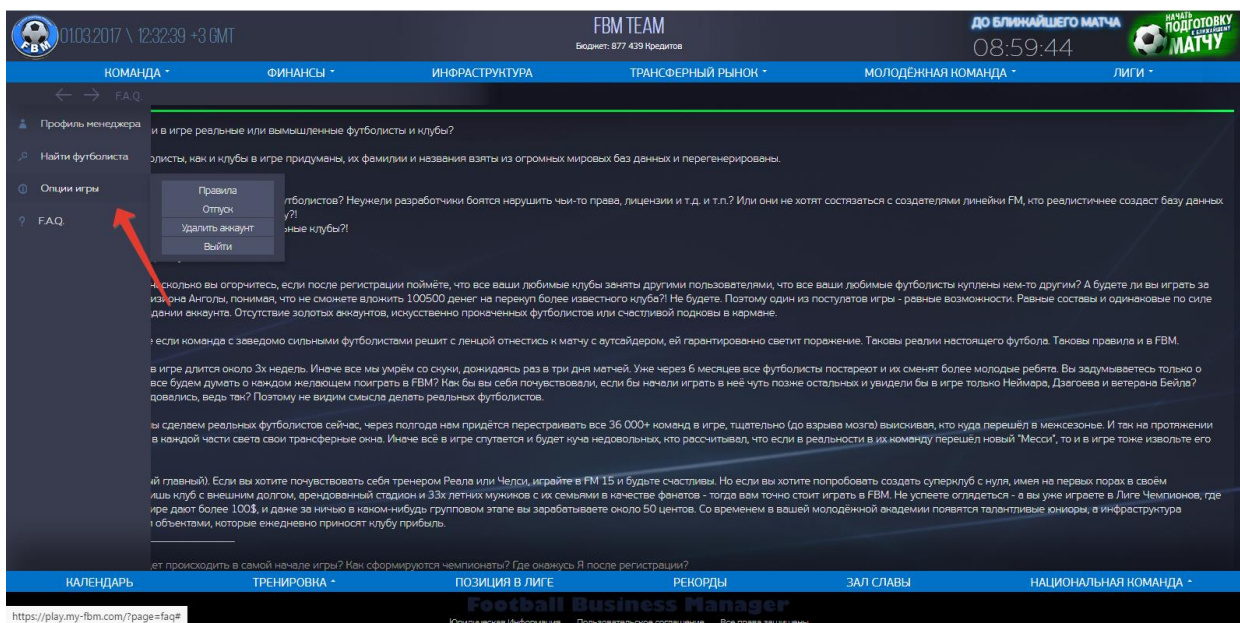 FBM
01.03.2017 \ 12:32:39 +3 GMT
FBM TEAM
Бюджет: 877 439 Кредитов
ДО БЛИЖАЙШЕГО МАТЧА
08:59:44
НАЧАТЬ
ПОДГОТОВКУ
К БЛИЖАЙШЕМУ
МАТЧУ
КОМАНДА ФИНАНСЫ ИНФРАСТРУКТУРА ТРАНСФЕРНЫЙ РЫНОК МОЛОДЁЖНАЯ КОМАНДА ЛИГИ
← → F.A.Q.
Профиль менеджера
Найти футболиста
Опции игры
F.A.Q.
Правила
Отпуск
Удалить аккаунт
Выйти
и в игре реальные или вымышленные футболисты и клубы?
олисты, как и клубы в игре придуманы, их фамилии и названия взяты из огромных мировых баз данных и перегенерированы.
утболистов? Неужели разработчики боятся нарушить чьи-то права, лицензии и т.д. и т.п.? Или они не хотят состязаться с создателями линейки FM, кто реалистичнее создаст базу данных
у?!
ьные клубы?!
насколько вы огорчитесь, если после регистрации поймёте, что все ваши любимые клубы заняты другими пользователями, что все ваши любимые футболисты куплены кем-то другим? А будете ли вы играть за
изиона Анголы, понимая, что не сможете вложить 100500 денег на перекуп более известного клуба?! Не будете. Поэтому один из постулатов игры - равные возможности. Равные составы и одинаковые по силе
дании аккаунта. Отсутствие золотых аккаунтов, искусственно прокаченных футболистов или счастливой подковы в кармане.
е если команда с заведомо сильными футболистами решит с ленцой отнестись к матчу с аутсайдером, ей гарантированно светит поражение. Таковы реалии настоящего футбола. Таковы правила и в FBM.
в игре длится около 3х недель. Иначе все мы умрём со скуки, дожидаясь раз в три дня матчей. Уже через 6 месяцев все футболисты постареют и их сменят более молодые ребята. Вы задумываетесь только о
все будем думать о каждом желающем поиграть в FBM? Как бы вы себя почувствовали, если бы начали играть в неё чуть позже остальных и увидели бы в игре только Неймара, Дзагоева и ветерана Бейла?
довались, ведь так? Поэтому не видим смысла делать реальных футболистов.
ы сделаем реальных футболистов сейчас, через полгода нам придётся перестраивать все 36 000+ команд в игре, тщательно (до взрыва мозга) выискивая, кто куда перешёл в межсезонье. И так на протяжении
в каждой части света свои трансферные окна. Иначе всё в игре спутается и будет куча недовольных, кто рассчитывал, что если в реальности в их команду перешёл новый "Месси", то и в игре тоже извольте его
ый главный). Если вы хотите почувствовать себя тренером Реала или Челси, играйте в FM 15 и будьте счастливы. Но если вы хотите попробовать создать суперклуб с нуля, имея на первых порах в своём
ишь клуб с внешним долгом, арендованный стадион и 33х летних мужиков с их семьями в качестве фанатов - тогда вам точно стоит играть в FBM. Не успеете оглядеться - а вы уже играете в Лиге Чемпионов, где
ире дают более 100$, и даже за ничью в каком-нибудь групповом этапе вы зарабатываете около 50 центов. Со временем в вашей молодёжной академии появятся талантливые юниоры, а инфраструктура
объектами, которые ежедневно приносят клубу прибыль.
ет происходить в самой начале игры? Как сформируются чемпионаты? Где окажусь Я после регистрации?
КАЛЕНДАРЬ ТРЕНИРОВКА ПОЗИЦИЯ В ЛИГЕ РЕКОРДЫ ЗАЛ СЛАВЫ НАЦИОНАЛЬНАЯ КОМАНДА
Football Business Manager
https://play.my-fbm.com/?page=faq#
Юридическая Информация Пользовательское соглашение Все права защищены